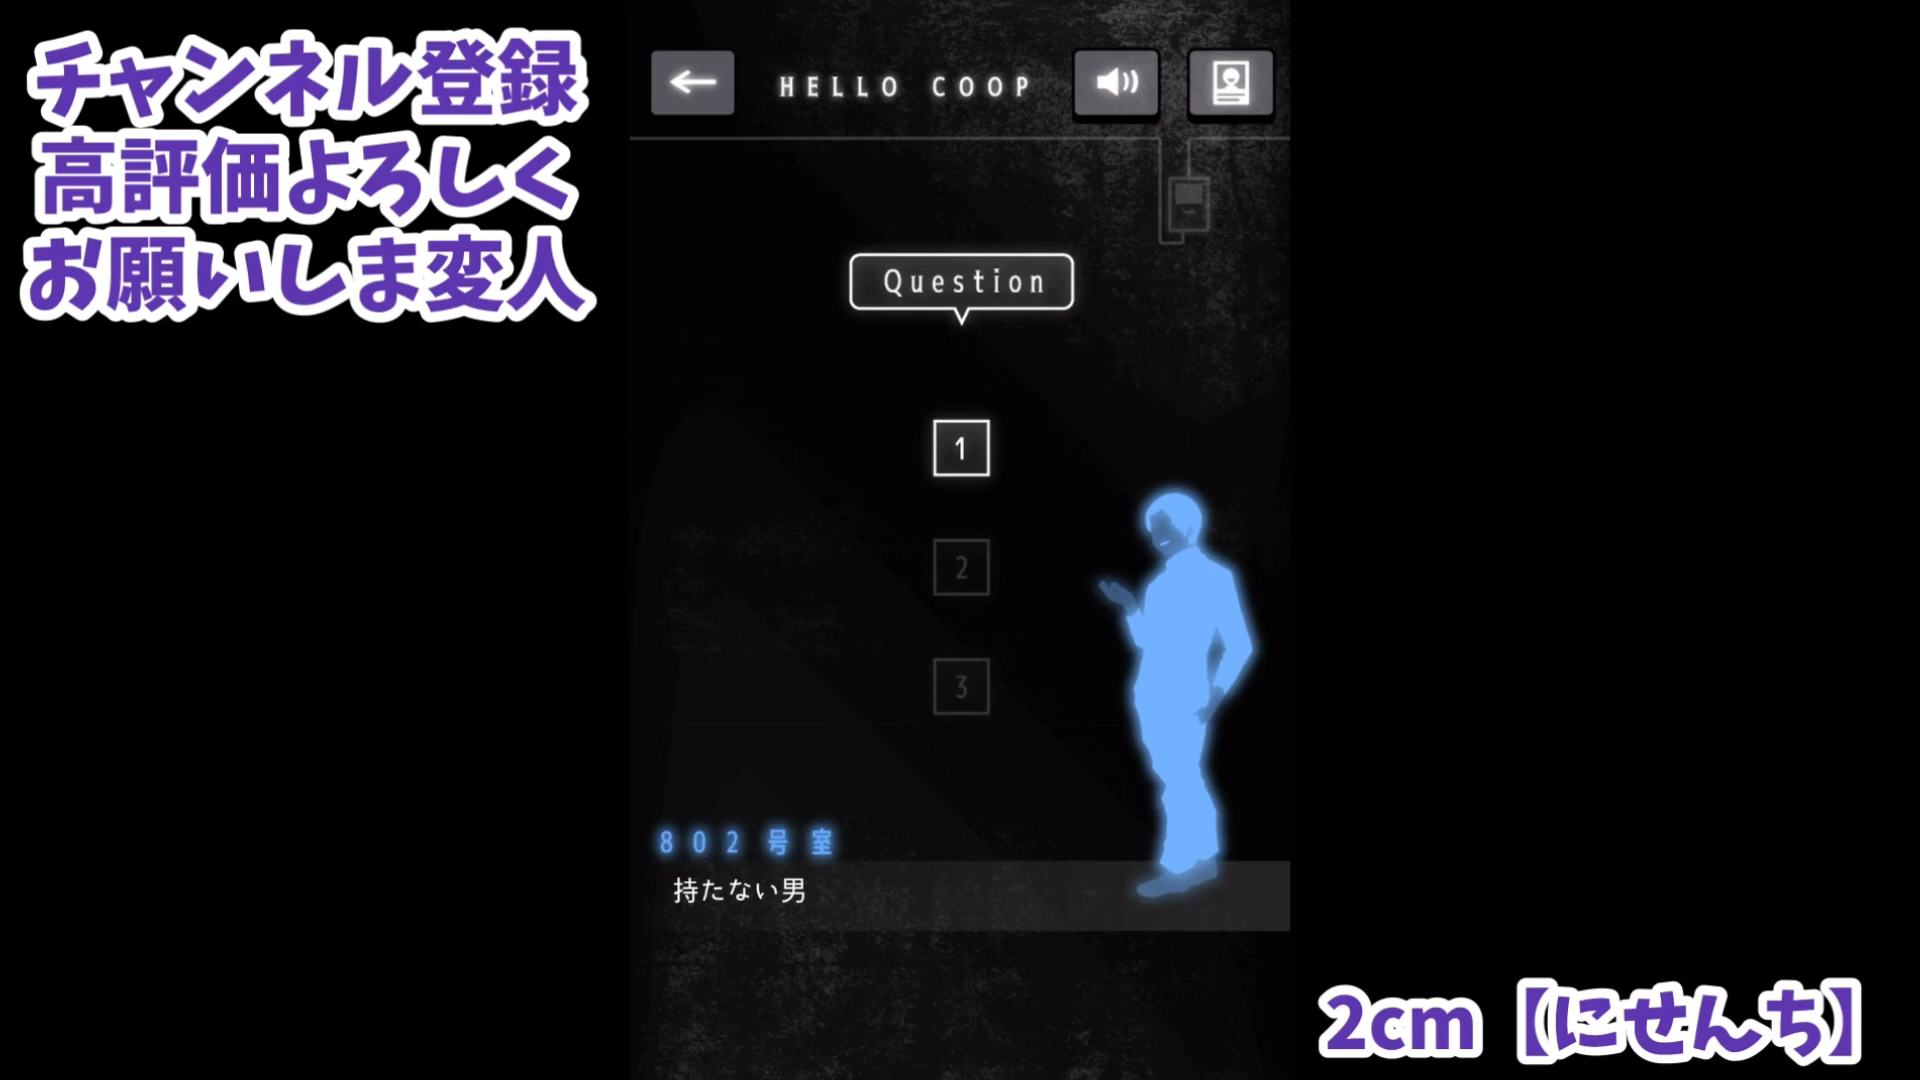 チャンネル登録
高評価よろしく
お願いしま変人
HELLO COOP
Question
1
2
3
802号室
持たない男
2cm【にせんち】